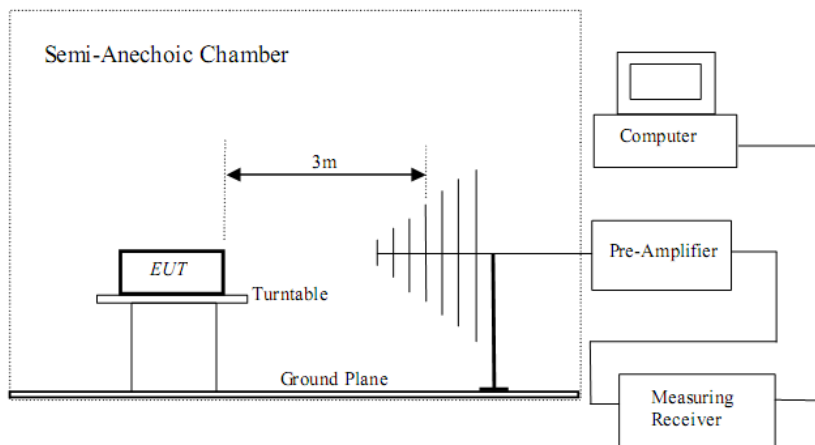 Semi-Anechoic Chamber
3m
Computer
Pre-Amplifier
EUT
Turntable
Ground Plane
Measuring
Receiver